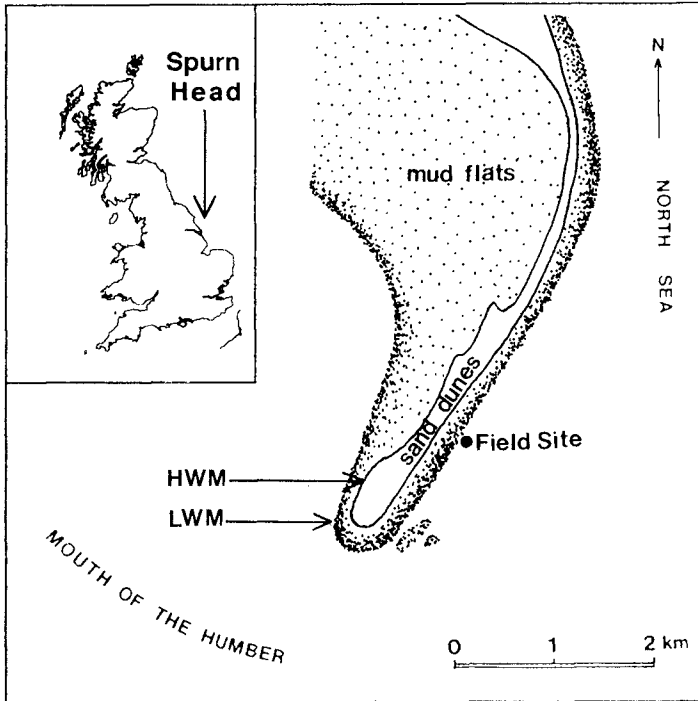 Spurn
Head
N
mud flats
NORTH SEA
sand dunes
Field Site
HWM
LWM
MOUTH OF THE HUMBER
0 1 2 km